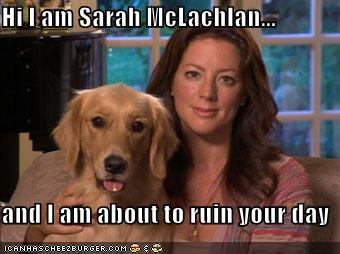 Hi I am Sarah McLachlan...
and I am about to ruin your day
ICANHASCHEEZBURGER.COM &